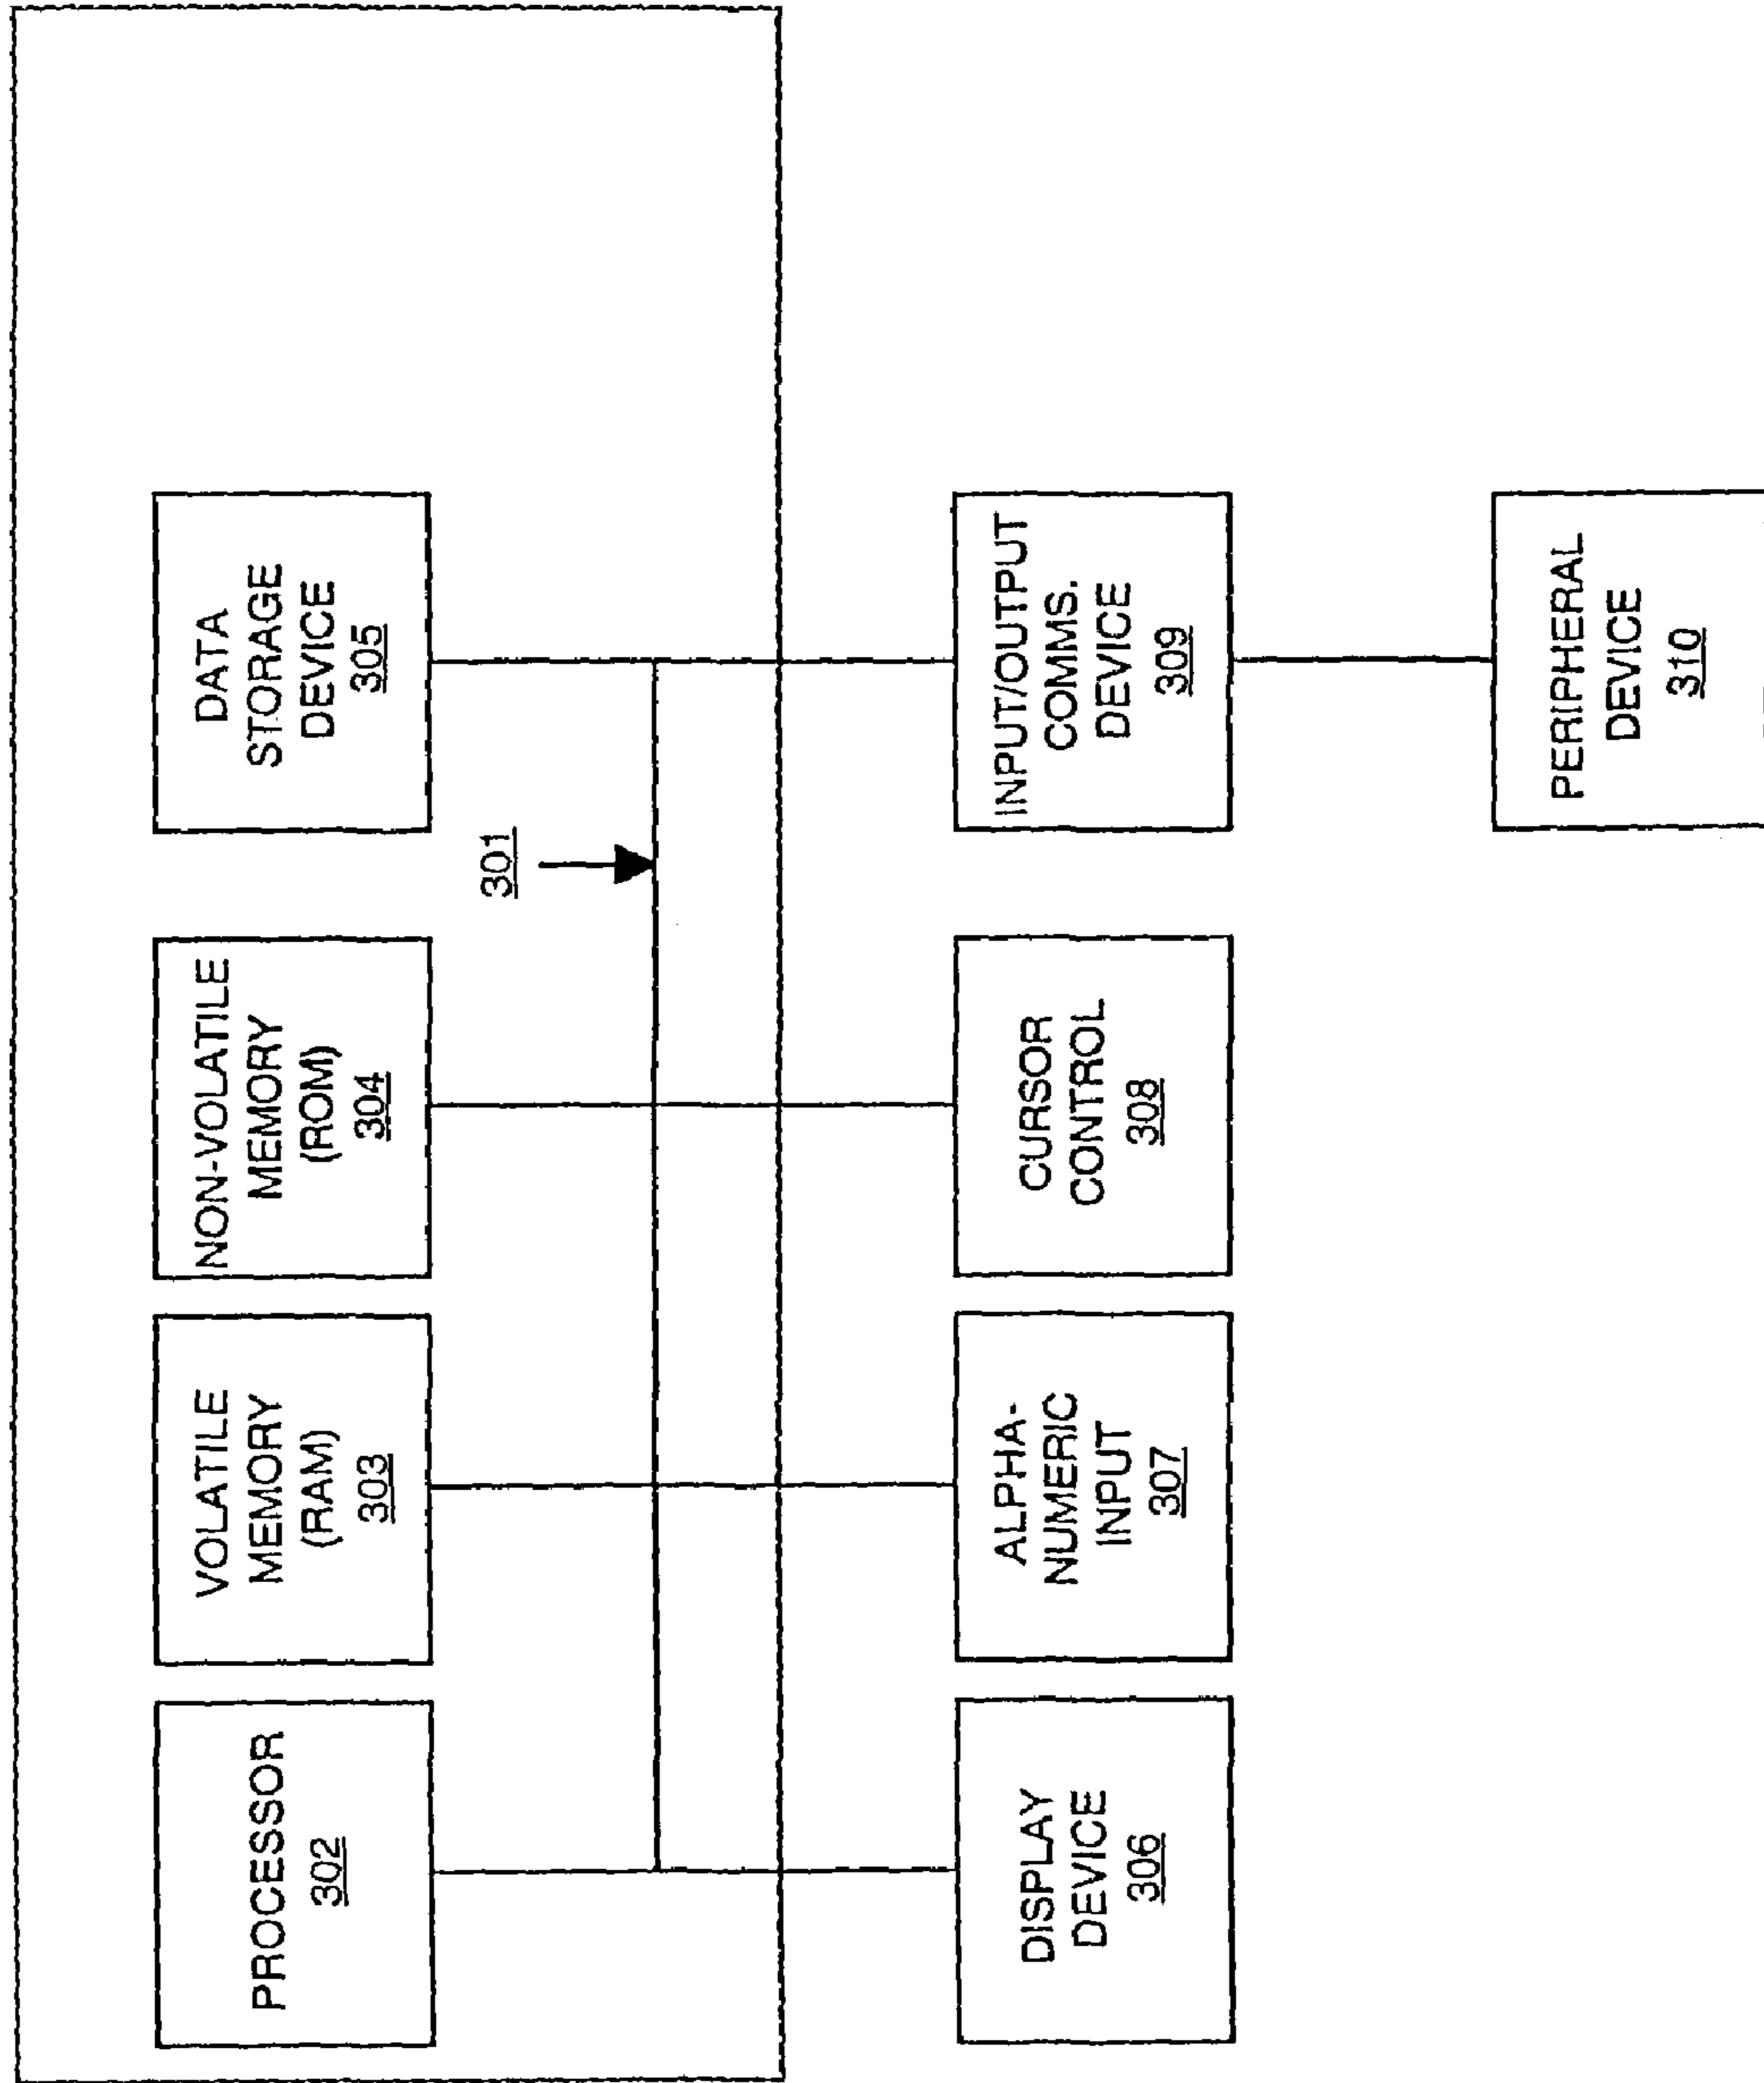 PROCESSOR
302
VOLATILE
MEMORY
(RAM)
303
NON-VOLATILE
MEMORY
(ROM)
304
DATA
STORAGE
DEVICE
305
301
DISPLAY
DEVICE
306
ALPHA-
NUMERIC
INPUT
307
CURSOR
CONTROL
308
INPUT/OUTPUT
COMMS.
DEVICE
309
PERIPHERAL
DEVICE
310